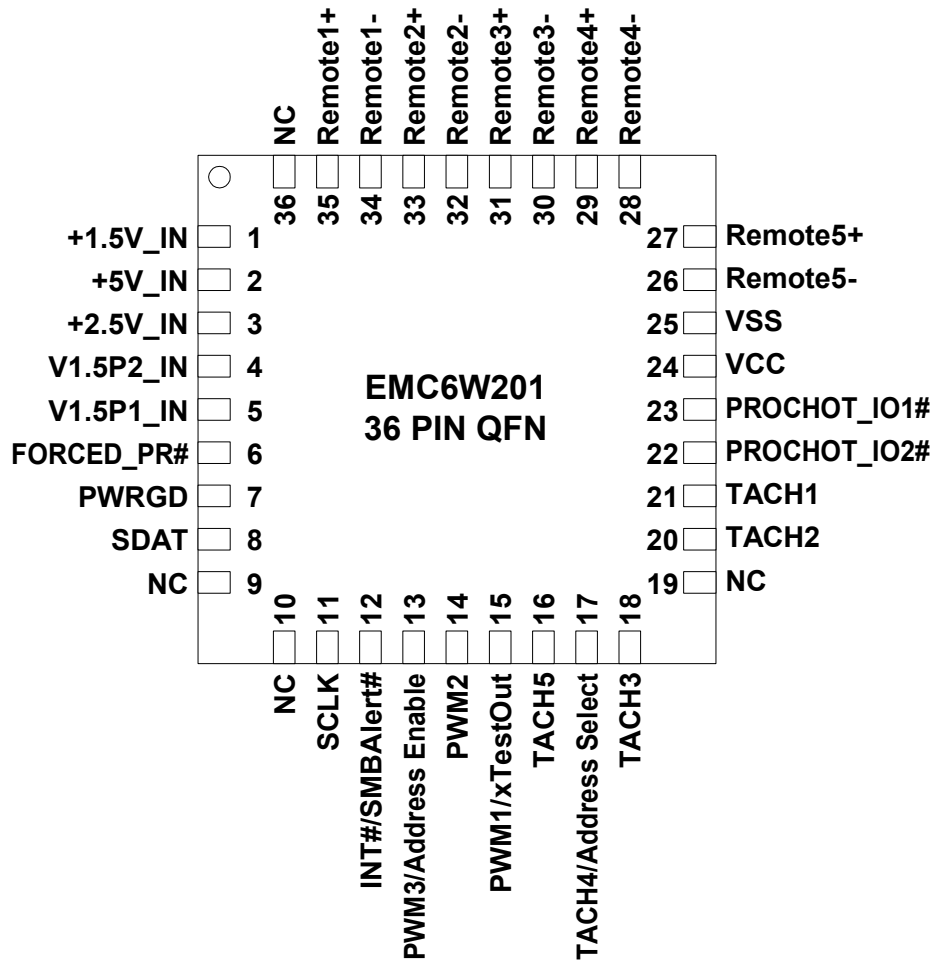 NC
Remote1+
Remote1-
Remote2+
Remote2-
Remote3+
Remote3-
Remote4+
Remote4-
36
35
34
33
32
31
30
29
28
+1.5V_IN 1
+5V_IN 2
+2.5V_IN 3
V1.5P2_IN 4
V1.5P1_IN 5
FORCED_PR# 6
PWRGD 7
SDAT 8
NC 9
EMC6W201
36 PIN QFN
27 Remote5+
26 Remote5-
25 VSS
24 VCC
23 PROCHOT_IO1#
22 PROCHOT_IO2#
21 TACH1
20 TACH2
19 NC
10
11
12
13
14
15
16
17
18
NC
SCLK
INT#/SMBAlert#
PWM3/Address Enable
PWM2
PWM1/xTestOut
TACH5
TACH4/Address Select
TACH3